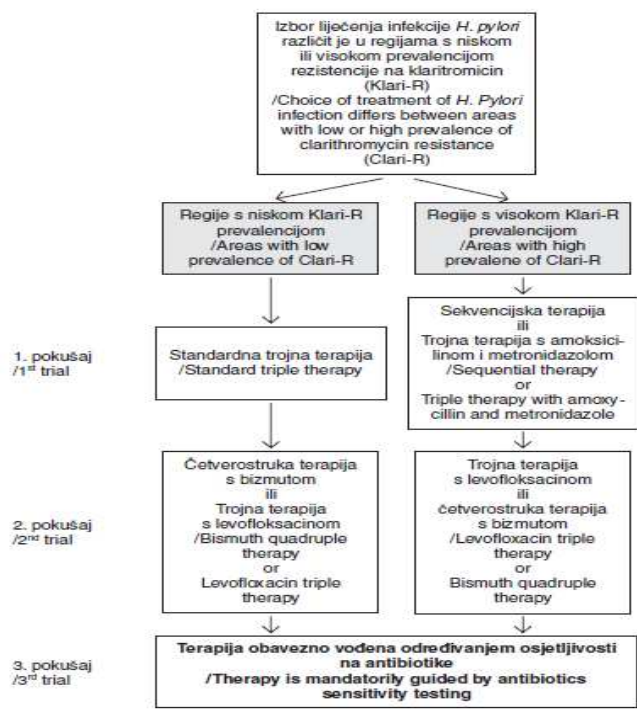 Izbor liječenja infekcije H. pylori
različit je u regijama s niskom
ili visokom prevalencijom
rezistencije na klaritromicin
(Klari-R)
/Choice of treatment of H. Pylori
infection differs between areas
with low or high prevalence of
clarithromycin resistance
(Clari-R)
Regije s niskom Klari-R
prevalencijom
/Areas with low
prevalence of Clari-R
Regije s visokom Klari-R
prevalencijom
/Areas with high
prevalene of Clari-R
1. pokušaj
/1st trial
Standardna trojna terapija
/Standard triple therapy
Sekvencijska terapija
ili
Trojna terapija s amoksici-
linom i metronidazolom
/Sequential therapy
or
Triple therapy with amoxy-
cillin and metronidazole
2. pokušaj
/2nd trial
Četverostruka terapija
s bizmutom
ili
Trojna terapija
s levofloksacinom
/Bismuth quadruple
therapy
or
Levofloxacin triple
therapy
Trojna terapija
s levofloksacinom
ili
četverostruka terapija
s bizmutom
/Levofloxacin triple
therapy
or
Bismuth quadruple
therapy
3. pokušaj
/3rd trial
Terapija obavezno vođena određivanjem osjetljivosti
na antibiotike
/Therapy is mandatorily guided by antibiotics
sensitivity testing